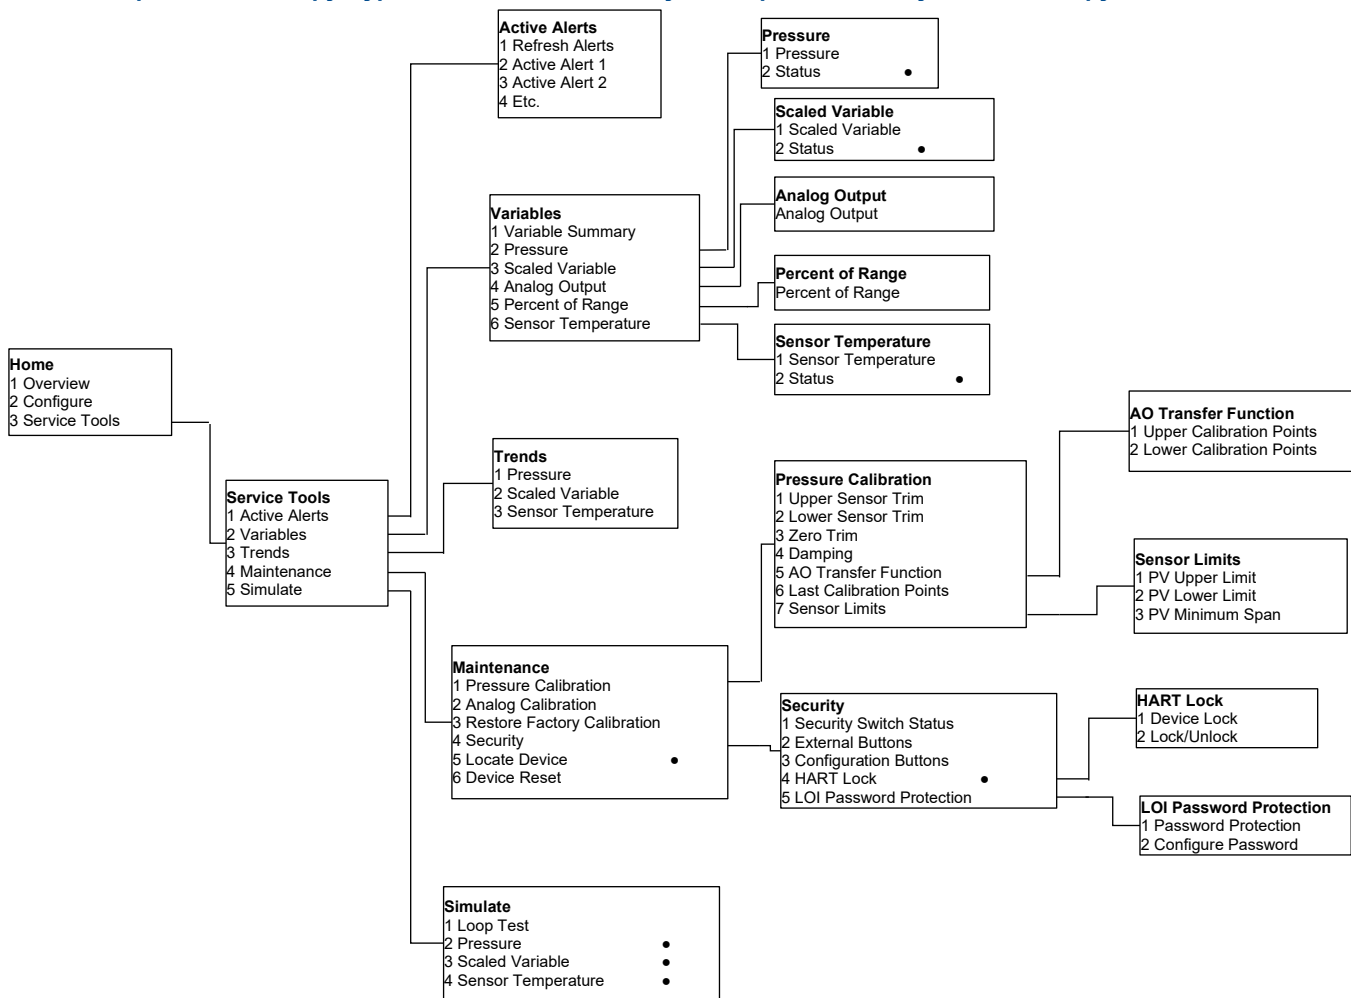 Active Alerts
1 Refresh Alerts
2 Active Alert 1
3 Active Alert 2
4 Etc.
Pressure
1 Pressure
2 Status ●
Scaled Variable
1 Scaled Variable
2 Status ●
Analog Output
Analog Output
Variables
1 Variable Summary
2 Pressure
3 Scaled Variable
4 Analog Output
5 Percent of Range
6 Sensor Temperature
Percent of Range
Percent of Range
Sensor Temperature
1 Sensor Temperature
2 Status ●
Home
1 Overview
2 Configure
3 Service Tools
AO Transfer Function
1 Upper Calibration Points
2 Lower Calibration Points
Trends
1 Pressure
2 Scaled Variable
3 Sensor Temperature
Service Tools
1 Active Alerts
2 Variables
3 Trends
4 Maintenance
5 Simulate
Pressure Calibration
1 Upper Sensor Trim
2 Lower Sensor Trim
3 Zero Trim
4 Damping
5 AO Transfer Function
6 Last Calibration Points
7 Sensor Limits
Sensor Limits
1 PV Upper Limit
2 PV Lower Limit
3 PV Minimum Span
Maintenance
1 Pressure Calibration
2 Analog Calibration
3 Restore Factory Calibration
4 Security
5 Locate Device ●
6 Device Reset
Security
1 Security Switch Status
2 External Buttons
3 Configuration Buttons
4 HART Lock ●
5 LOI Password Protection
HART Lock
1 Device Lock
2 Lock/Unlock
LOI Password Protection
1 Password Protection
2 Configure Password
Simulate
1 Loop Test
2 Pressure ●
3 Scaled Variable ●
4 Sensor Temperature ●